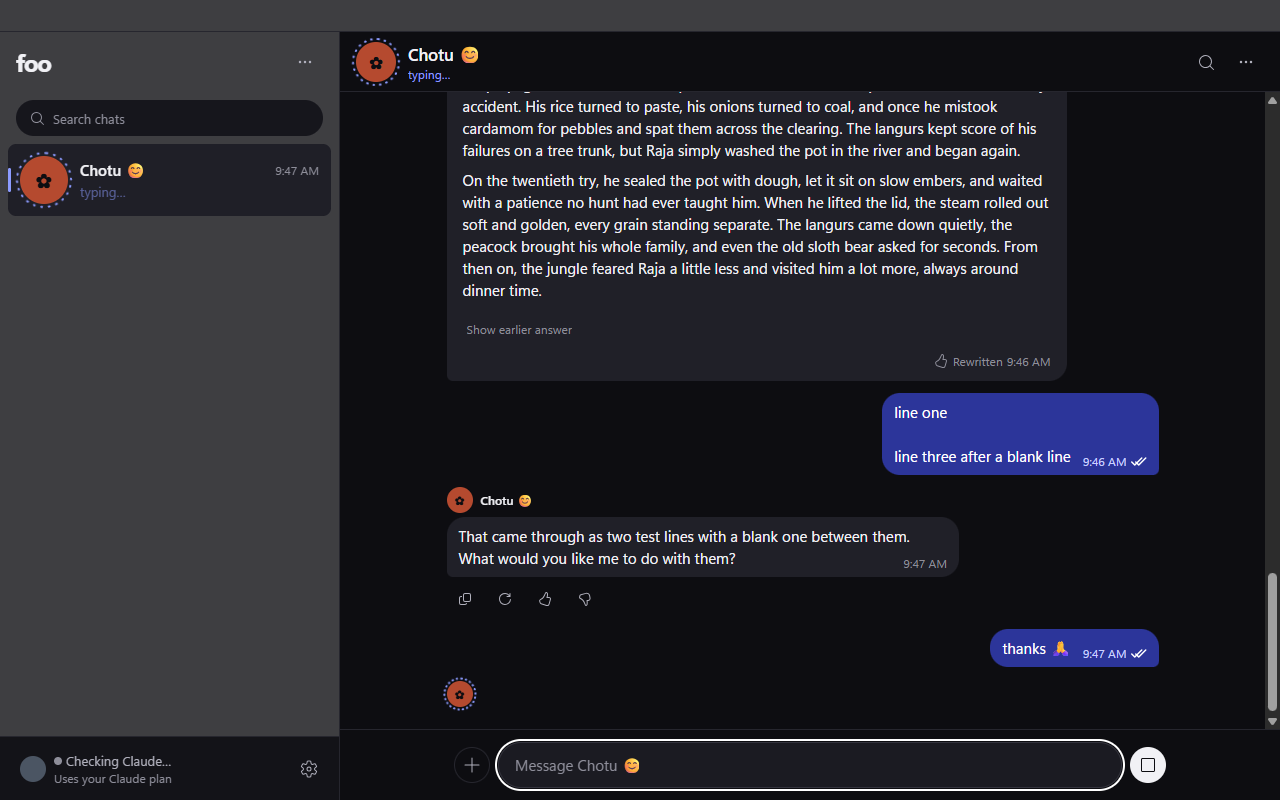 foo
Search chats
Chotu 😊
9:47 AM
typing...
Checking Claude...
Uses your Claude plan
Chotu 😊
typing...
accident. His rice turned to paste, his onions turned to coal, and once he mistook
cardamom for pebbles and spat them across the clearing. The langurs kept score of his
failures on a tree trunk, but Raja simply washed the pot in the river and began again.
On the twentieth try, he sealed the pot with dough, let it sit on slow embers, and waited
with a patience no hunt had ever taught him. When he lifted the lid, the steam rolled out
soft and golden, every grain standing separate. The langurs came down quietly, the
peacock brought his whole family, and even the old sloth bear asked for seconds. From
then on, the jungle feared Raja a little less and visited him a lot more, always around
dinner time.
Show earlier answer
Rewritten 9:46 AM
line one
line three after a blank line
9:46 AM
Chotu 😊
That came through as two test lines with a blank one between them.
What would you like me to do with them?
9:47 AM
thanks 🙏
9:47 AM
Message Chotu 😊